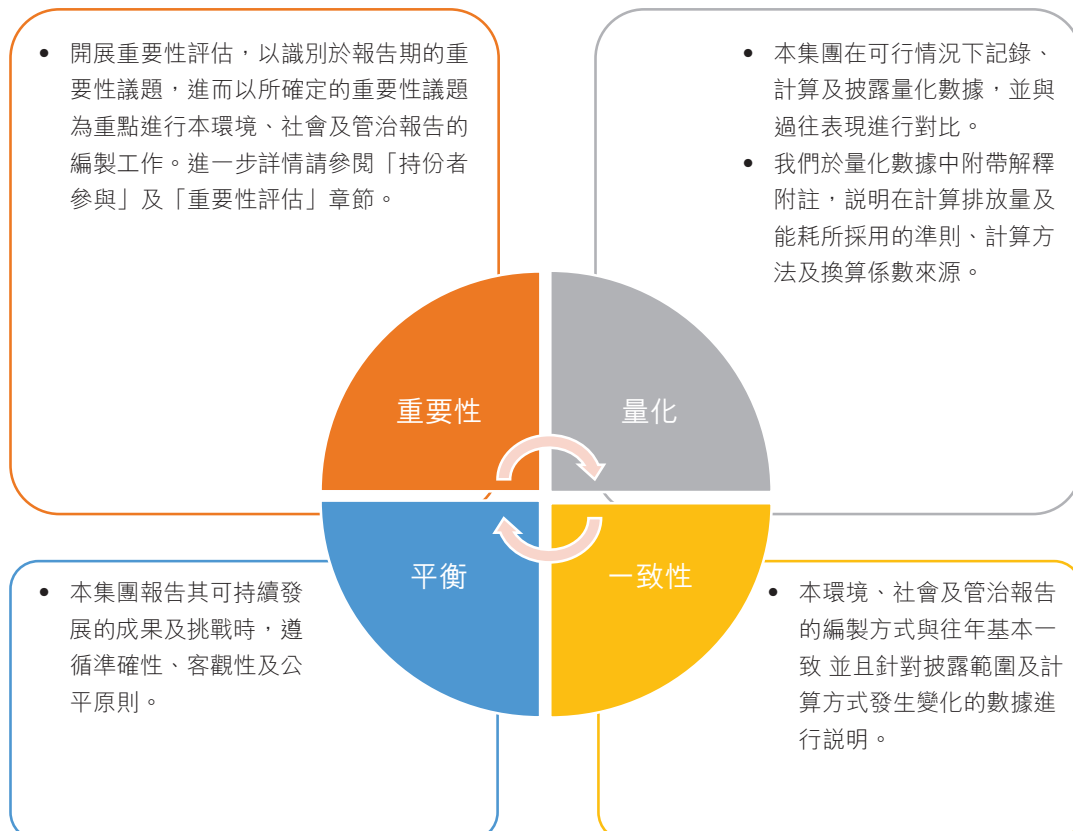 • 開展重要性評估，以識別於報告期的重
要性議題，進而以所確定的重要性議題
為重點進行本環境、社會及管治報告的
編製工作。進一步詳情請參閱「持份者
參與」及「重要性評估」章節。
• 本集團在可行情況下記錄、
計算及披露量化數據，並與
過往表現進行對比。
• 我們於量化數據中附帶解釋
附註，説明在計算排放量及
能耗所採用的準則、計算方
法及換算係數來源。
重要性
量化
平衡
一致性
• 本集團報告其可持續發
展的成果及挑戰時，遵
循準確性、客觀性及公
平原則。
• 本環境、社會及管治報告
的編製方式與往年基本一
致 並且針對披露範圍及計
算方式發生變化的數據進
行説明。